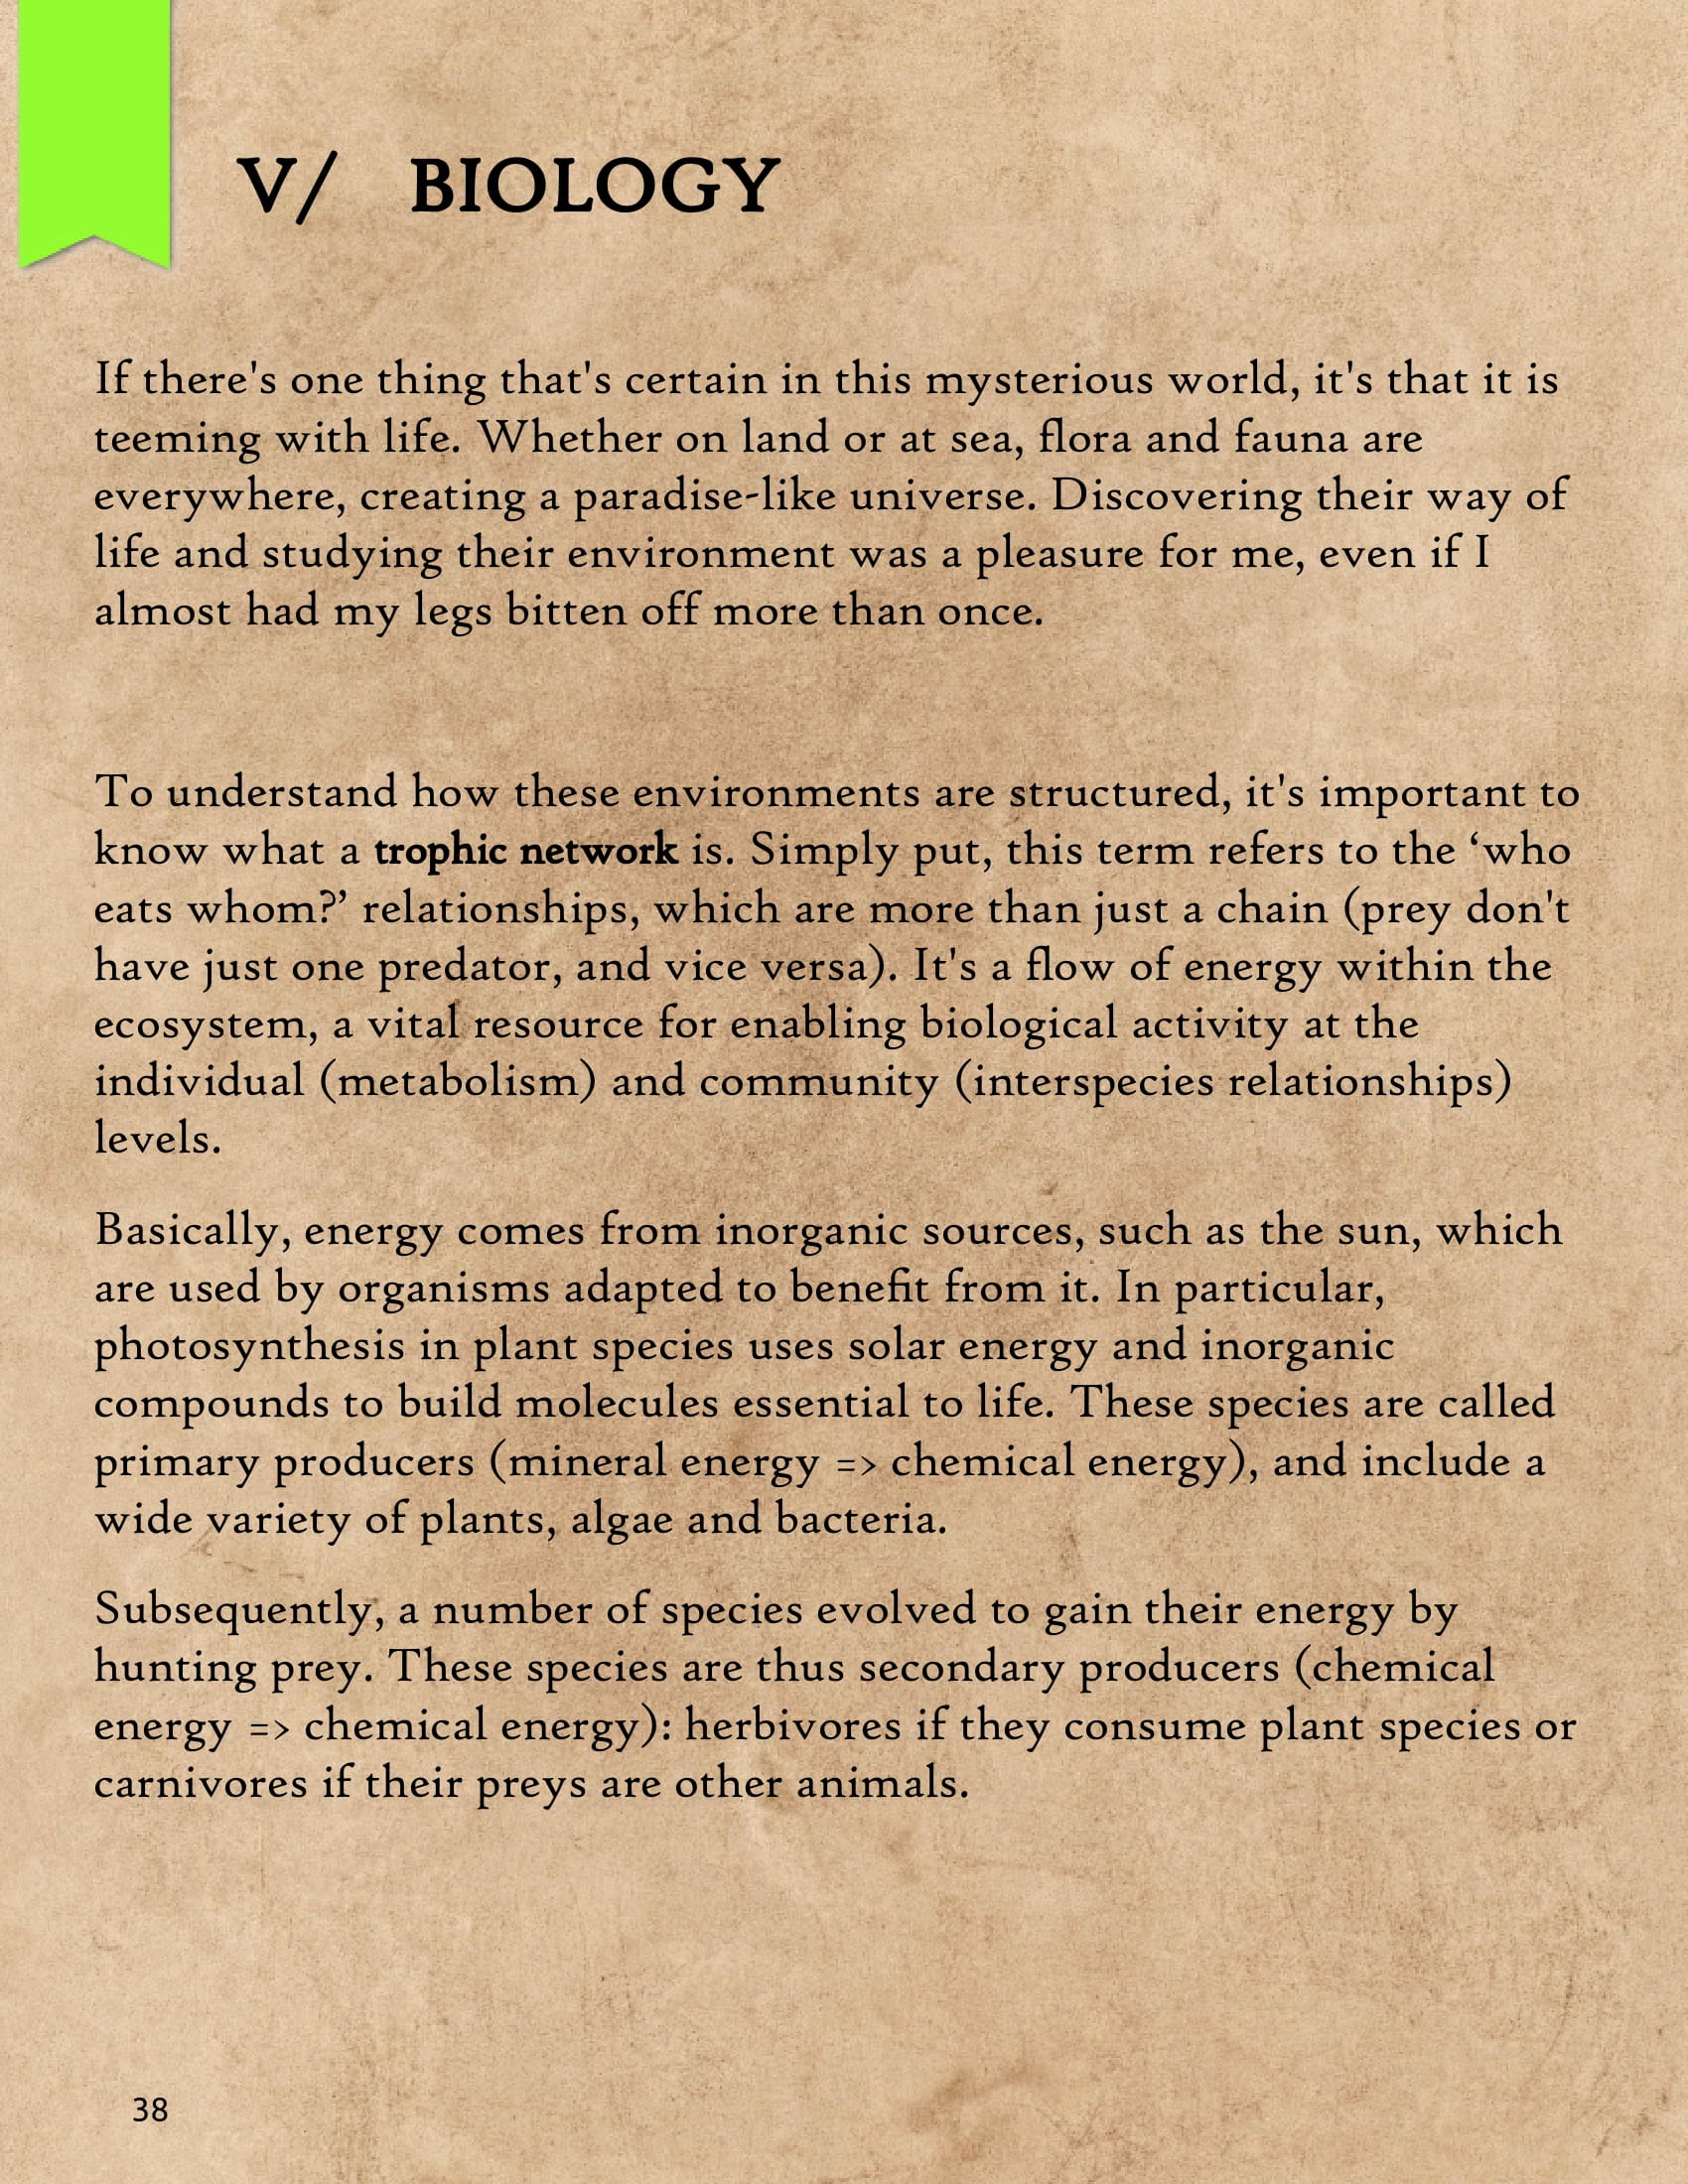 V/ BIOLOGY
If there's one thing that's certain in this mysterious world, it's that it is
teeming with life. Whether on land or at sea, flora and fauna are
everywhere, creating a paradise-like universe. Discovering their way of
life and studying their environment was a pleasure for me, even if I
almost had my legs bitten off more than once.
To understand how these environments are structured, it's important to
know what a trophic network is. Simply put, this term refers to the ‘who
eats whom?’ relationships, which are more than just a chain (prey don't
have just one predator, and vice versa). It's a flow of energy within the
ecosystem, a vital resource for enabling biological activity at the
individual (metabolism) and community (interspecies relationships)
levels.
Basically, energy comes from inorganic sources, such as the sun, which
are used by organisms adapted to benefit from it. In particular,
photosynthesis in plant species uses solar energy and inorganic
compounds to build molecules essential to life. These species are called
primary producers (mineral energy => chemical energy), and include a
wide variety of plants, algae and bacteria.
Subsequently, a number of species evolved to gain their energy by
hunting prey. These species are thus secondary producers (chemical
energy => chemical energy): herbivores if they consume plant species or
carnivores if their preys are other animals.
38